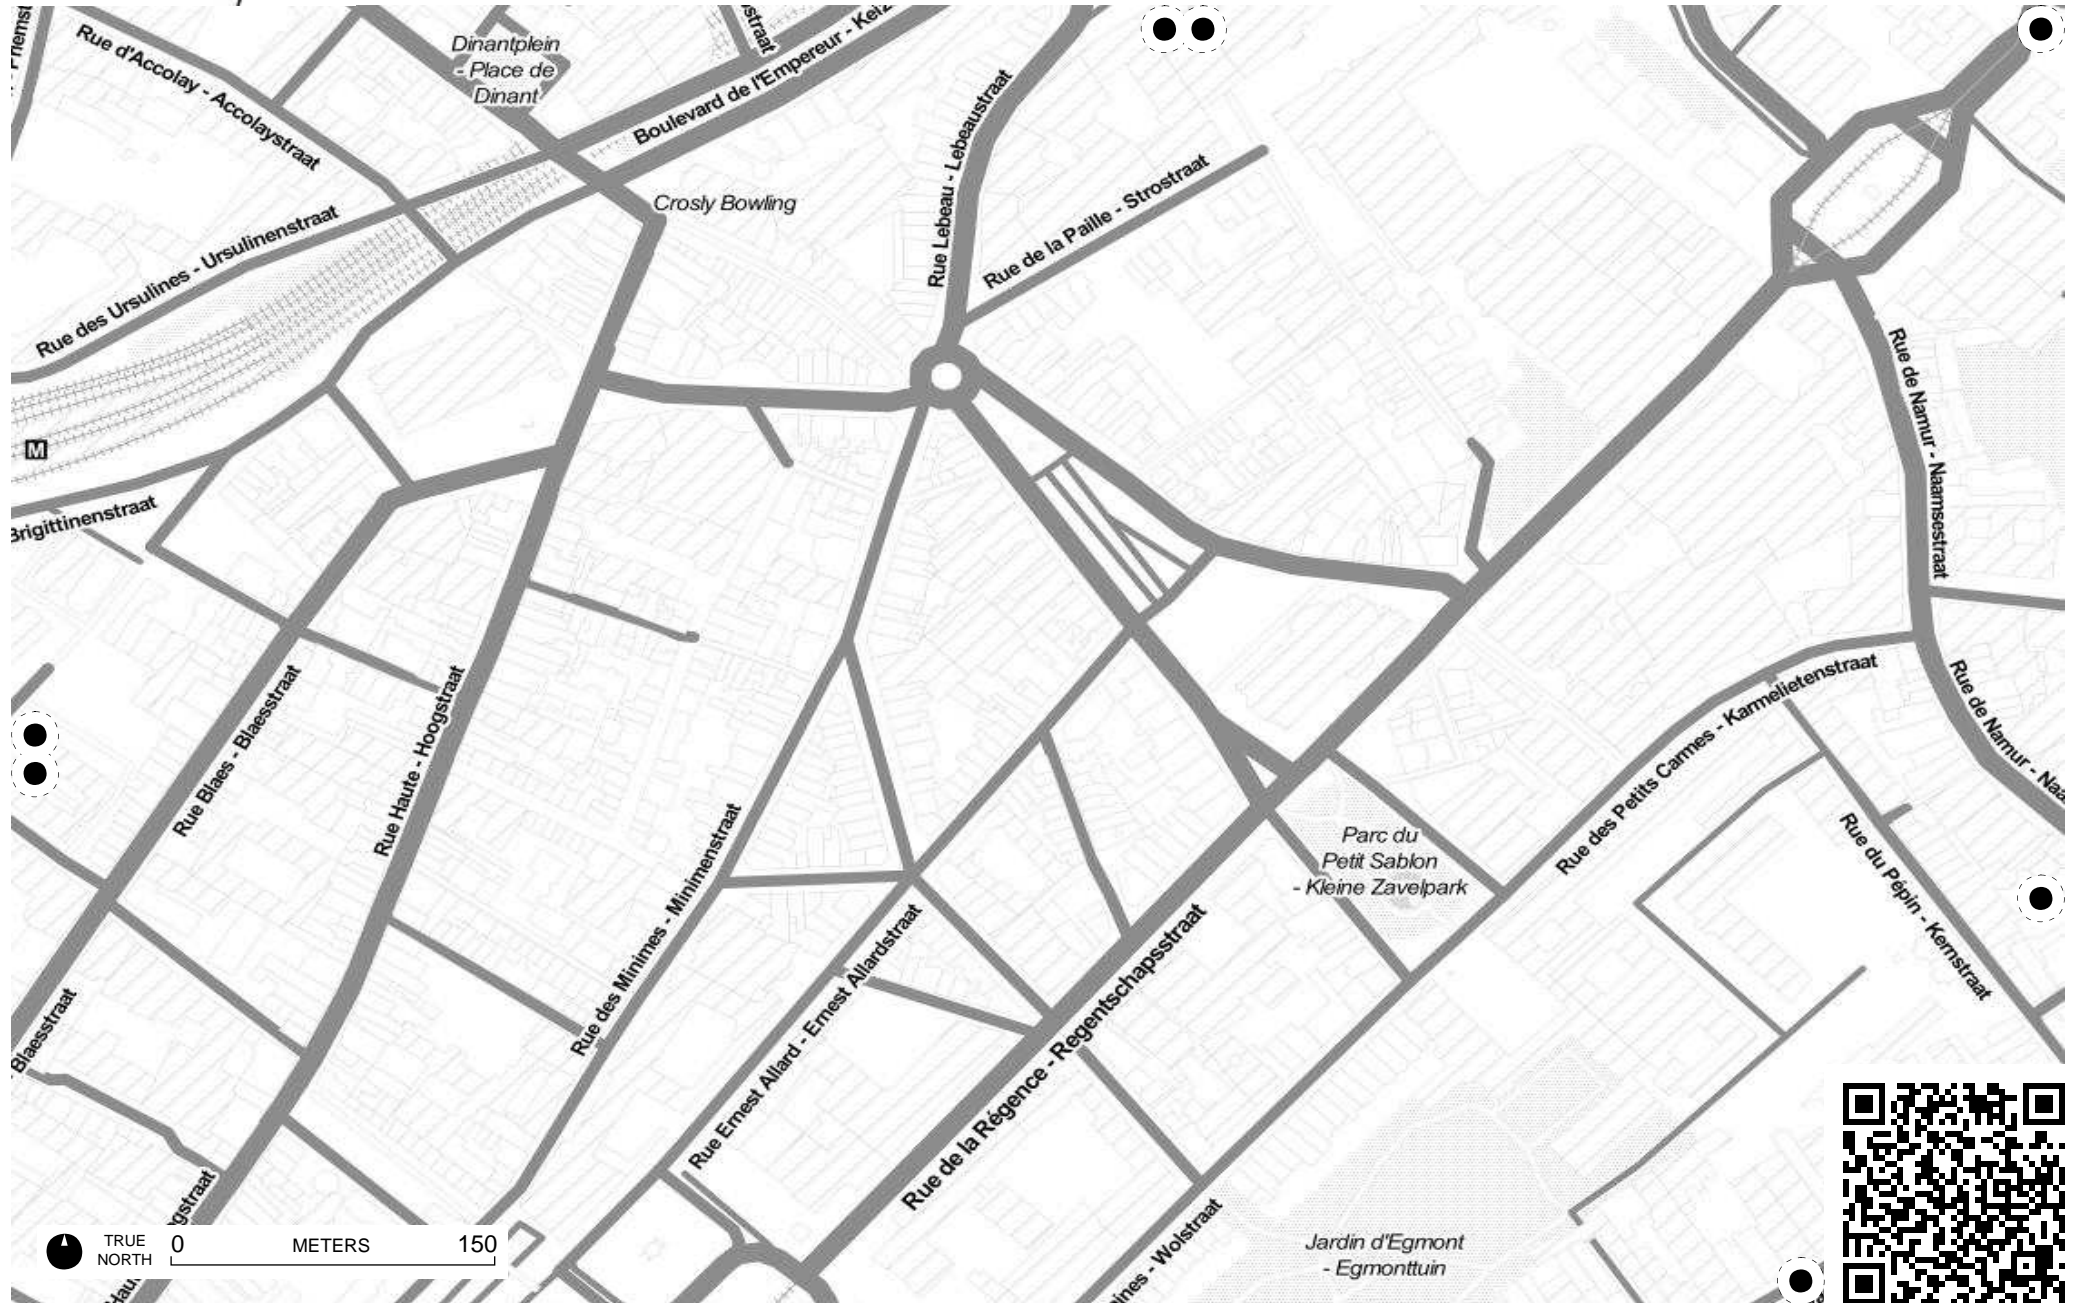 Rue d'Accolay - Accolaystraat
Dinantplein
- Place de
Dinant
straat
Boulevard de l'Empereur - Keiz
Rue Lebeau - Lebeaustraat
Crosly Bowling
Rue de la Paille - Strostraat
Rue des Ursulines - Ursulinenstraat
M
Brigittinenstraat
Rue de Namur - Naamsestraat
Rue Blaes - Blaesstraat
Rue Haute - Hoogstraat
Rue des Minimes - Minimenstraat
Rue des Petits Carmes - Karmelietenstraat
Rue de Namur - Naa
Parc du
Petit Sablon
- Kleine Zavelpark
Rue du Pépin - Kernstraat
Rue Ernest Allard - Ernest Allardstraat
Rue de la Régence - Regentschapsstraat
- Blaesstraat
ogstraat
Hau
ines - Wolstraat
Jardin d'Egmont
- Egmonttuin
TRUE
NORTH
0 METERS 150